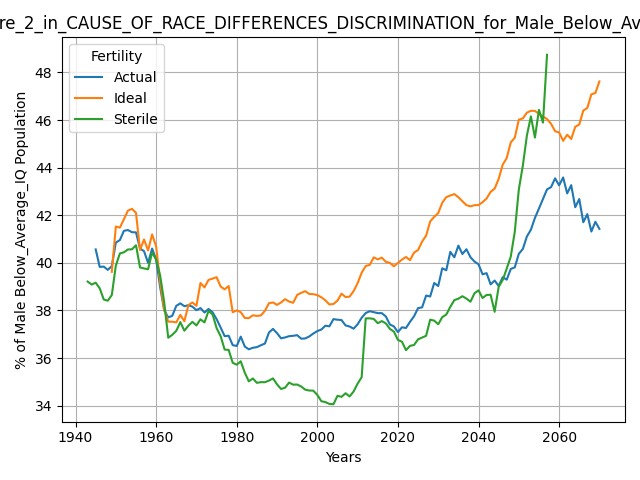 re_2_in_CAUSE_OF_RACE_DIFFERENCES_DISCRIMINATION_for_Male_Below_Av
Fertility
Actual
Ideal
Sterile
% of Male Below_Average_IQ Population
48
46
44
42
40
38
36
34
1940 1960 1980 2000 2020 2040 2060
Years